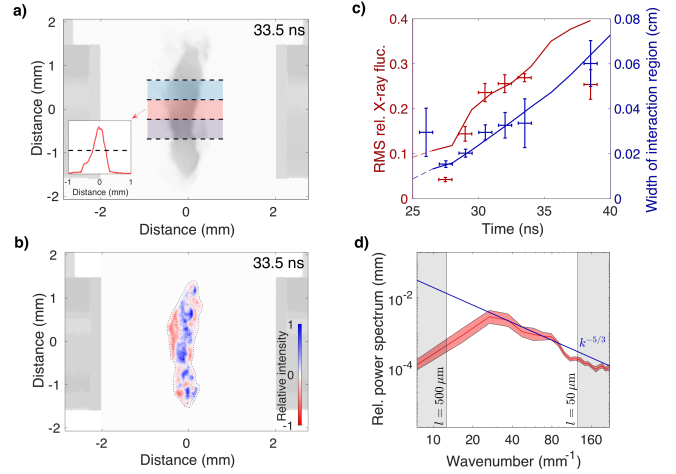 a)
33.5 ns
2
1
0
-1
-2
Distance (mm)
-2
0
2
Distance (mm)
-1
0
1
Distance (mm)
b)
33.5 ns
2
1
0
-1
-2
Distance (mm)
-2
0
2
Distance (mm)
1
0
-1
Relative intensity
c)
0.4
0.3
0.2
0.1
0
RMS rel. X-ray fluc.
0.08
0.06
0.04
0.02
0
Width of interaction region (cm)
25
30
35
40
Time (ns)
d)
10⁻²
10⁻⁴
Rel. power spectrum (mm)
k⁻⁵/³
l = 500 μm
l = 50 μm
10
20
40
80
160
Wavenumber (mm⁻¹)